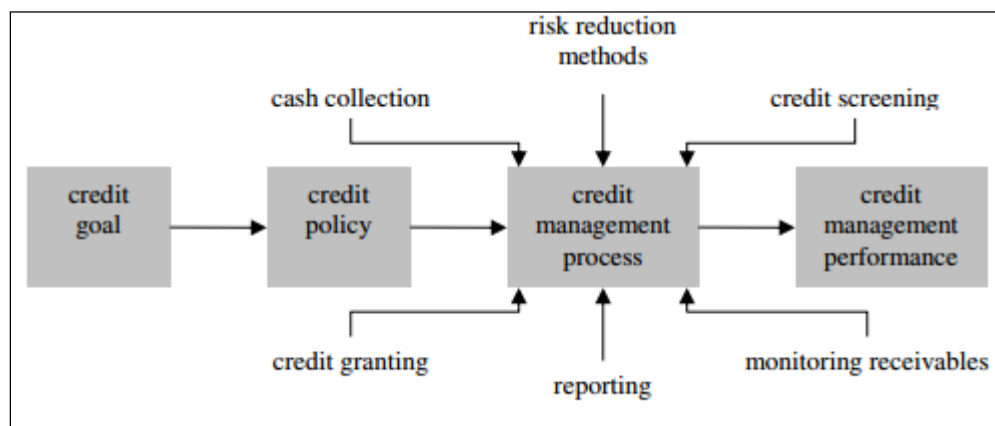 risk reduction
methods
cash collection
credit screening
credit
goal
credit
policy
credit
management
process
credit
management
performance
credit granting
reporting
monitoring receivables